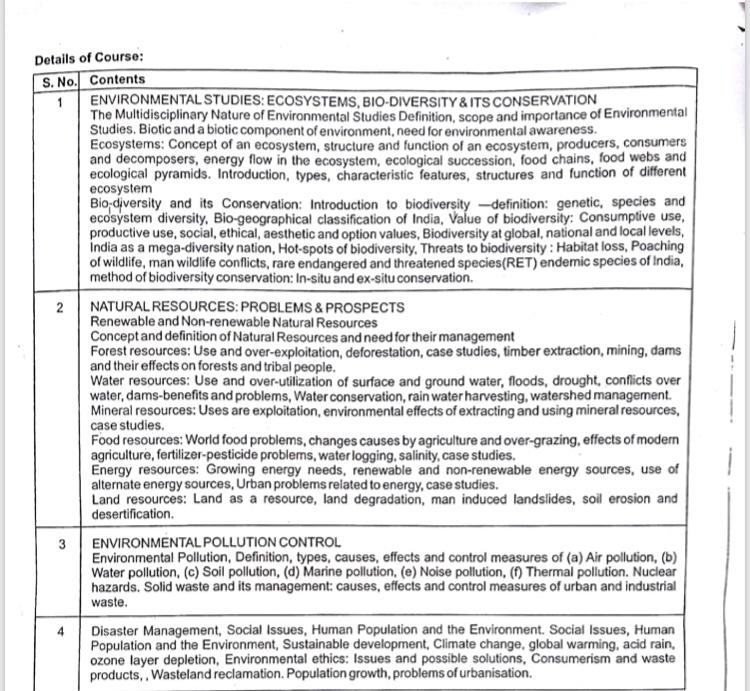 Details of Course:
S. No. Contents
1 ENVIRONMENTAL STUDIES: ECOSYSTEMS, BIO-DIVERSITY & ITS CONSERVATION
The Multidisciplinary Nature of Environmental Studies Definition, scope and importance of Environmental
Studies. Biotic and a biotic component of environment, need for environmental awareness.
Ecosystems: Concept of an ecosystem, structure and function of an ecosystem, producers, consumers
and decomposers, energy flow in the ecosystem, ecological succession, food chains, food webs and
ecological pyramids. Introduction, types, characteristic features, structures and function of different
ecosystem
Bio-diversity and its Conservation: Introduction to biodiversity —definition: genetic, species and
ecosystem diversity, Bio-geographical classification of India, Value of biodiversity: Consumptive use,
productive use, social, ethical, aesthetic and option values, Biodiversity at global, national and local levels,
India as a mega-diversity nation, Hot-spots of biodiversity, Threats to biodiversity : Habitat loss, Poaching
of wildlife, man wildlife conflicts, rare endangered and threatened species(RET) endemic species of India,
method of biodiversity conservation: In-situ and ex-situ conservation.
2 NATURAL RESOURCES: PROBLEMS & PROSPECTS
Renewable and Non-renewable Natural Resources
Concept and definition of Natural Resources and need for their management
Forest resources: Use and over-exploitation, deforestation, case studies, timber extraction, mining, dams
and their effects on forests and tribal people.
Water resources: Use and over-utilization of surface and ground water, floods, drought, conflicts over
water, dams-benefits and problems, Water conservation, rain water harvesting, watershed management.
Mineral resources: Uses are exploitation, environmental effects of extracting and using mineral resources,
case studies.
Food resources: World food problems, changes causes by agriculture and over-grazing, effects of modern
agriculture, fertilizer-pesticide problems, water logging, salinity, case studies.
Energy resources: Growing energy needs, renewable and non-renewable energy sources, use of
alternate energy sources, Urban problems related to energy, case studies.
Land resources: Land as a resource, land degradation, man induced landslides, soil erosion and
desertification.
3 ENVIRONMENTAL POLLUTION CONTROL
Environmental Pollution, Definition, types, causes, effects and control measures of (a) Air pollution, (b)
Water pollution, (c) Soil pollution, (d) Marine pollution, (e) Noise pollution, (f) Thermal pollution. Nuclear
hazards. Solid waste and its management: causes, effects and control measures of urban and industrial
waste.
4 Disaster Management, Social Issues, Human Population and the Environment. Social Issues, Human
Population and the Environment, Sustainable development, Climate change, global warming, acid rain,
ozone layer depletion, Environmental ethics: Issues and possible solutions, Consumerism and waste
products, , Wasteland reclamation. Population growth, problems of urbanisation.